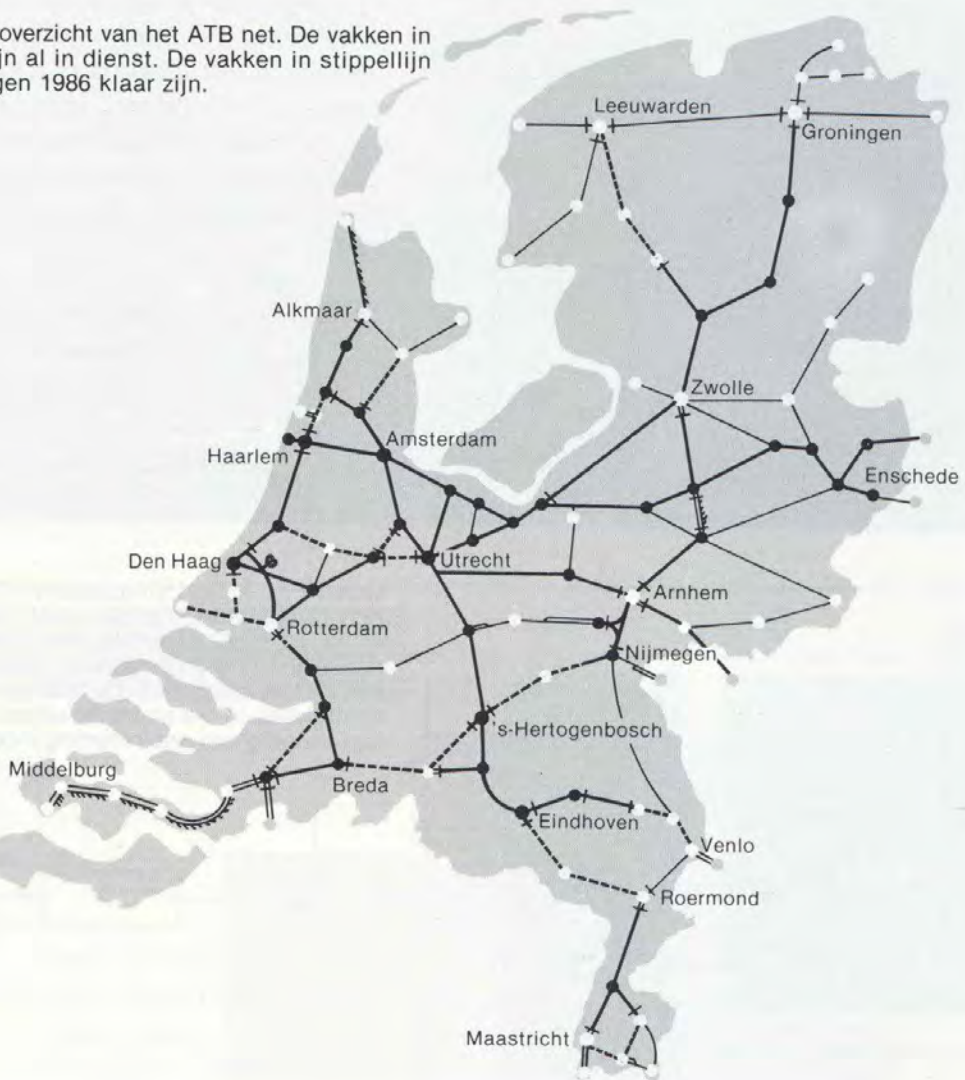 overzicht van het ATB net. De vakken in
jn al in dienst. De vakken in stippellijn
gen 1986 klaar zijn.
Leeuwarden
Groningen
Alkmaar
Zwolle
Haarlem
Amsterdam
Enschede
Den Haag
Utrecht
Arnhem
Rotterdam
Nijmegen
's-Hertogenbosch
Middelburg
Breda
Eindhoven
Venlo
Roermond
Maastricht